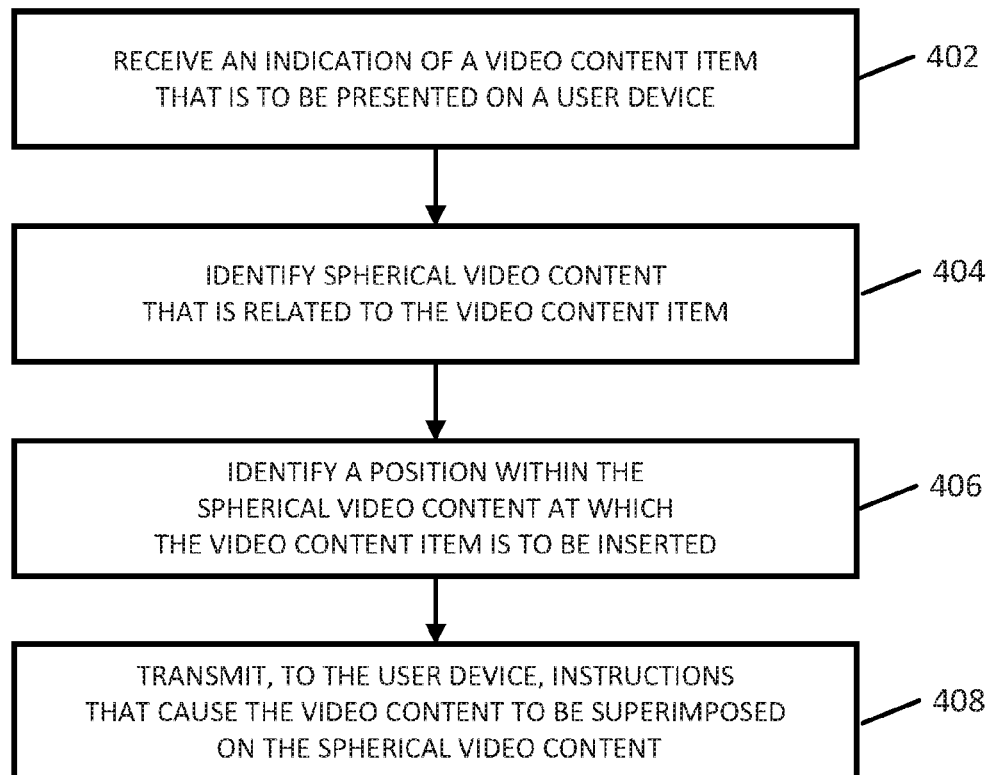 RECEIVE AN INDICATION OF A VIDEO CONTENT ITEM
THAT IS TO BE PRESENTED ON A USER DEVICE
402
IDENTIFY SPHERICAL VIDEO CONTENT
THAT IS RELATED TO THE VIDEO CONTENT ITEM
404
IDENTIFY A POSITION WITHIN THE
SPHERICAL VIDEO CONTENT AT WHICH
THE VIDEO CONTENT ITEM IS TO BE INSERTED
406
TRANSMIT, TO THE USER DEVICE, INSTRUCTIONS
THAT CAUSE THE VIDEO CONTENT TO BE SUPERIMPOSED
ON THE SPHERICAL VIDEO CONTENT
408